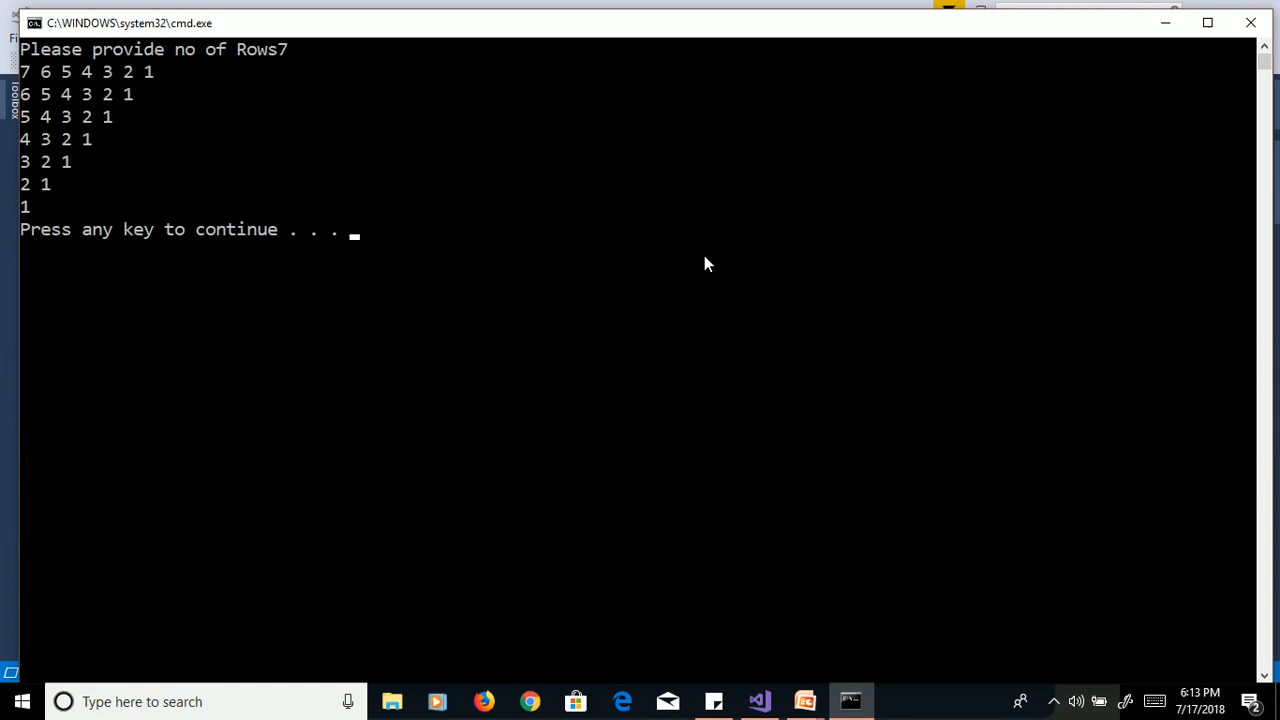 C:\WINDOWS\system32\cmd.exe
Please provide no of Rows7
7 6 5 4 3 2 1
6 5 4 3 2 1
5 4 3 2 1
4 3 2 1
3 2 1
2 1
1
Press any key to continue . . .
Toolbox
Type here to search
6:13 PM
7/17/2018
2